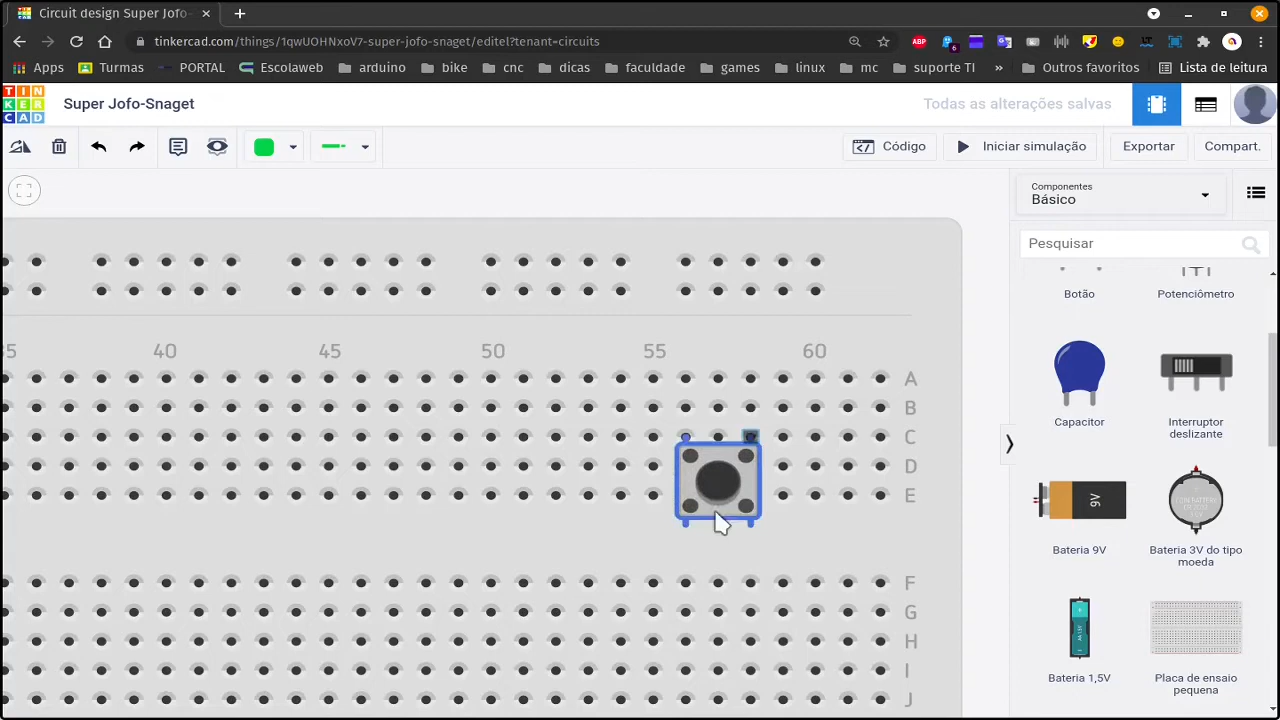 Circuit design Super Jofo-
tinkercad.com/things/1qwUOHNxoV7-super-jofo-snaget/editel?tenant=circuits
ABP
6
Apps Turmas PORTAL Escolaweb arduino bike cnc dicas faculdade games linux mc suporte TI » Outros favoritos Lista de leitura
TIN
KER
CAD
Super Jofo-Snaget
Todas as alterações salvas
Código
Iniciar simulação
Exportar
Compart.
Componentes
Básico
Pesquisar
Botão
Potenciômetro
Capacitor
Interruptor deslizante
9V
Bateria 9V
Bateria 3V do tipo moeda
Bateria 1,5V
Placa de ensaio pequena
35 40 45 50 55 60
A
B
C
D
E
F
G
H
I
J